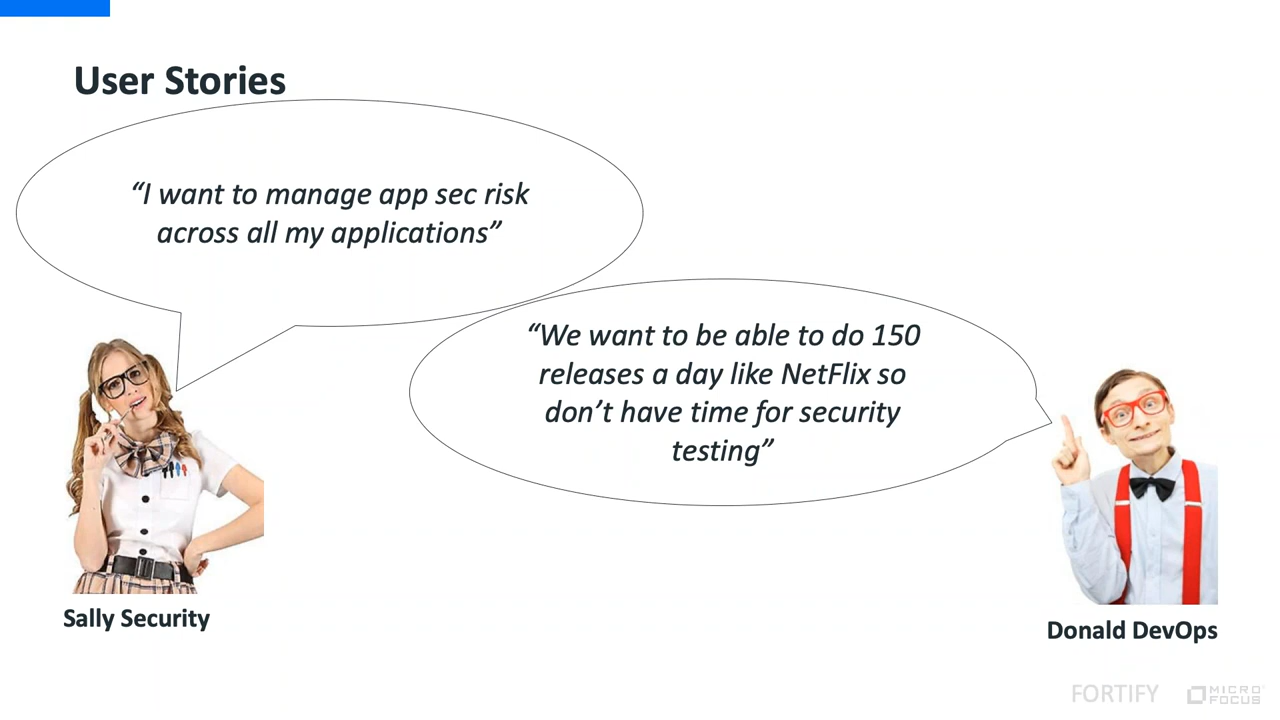 User Stories
“I want to manage app sec risk
across all my applications”
“We want to be able to do 150
releases a day like NetFlix so
don’t have time for security
testing”
Sally Security
Donald DevOps
FORTIFY
MICRO
FOCUS